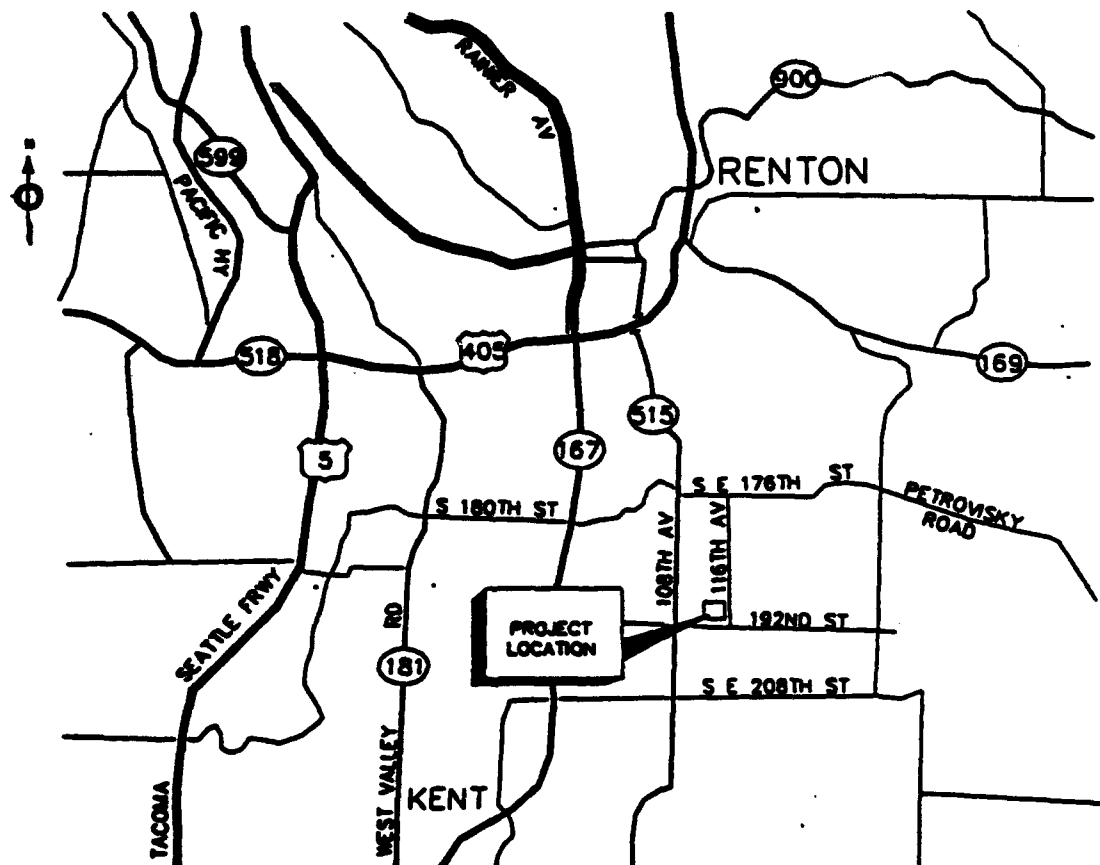 RAINIER
AV
900
599
RENTON
N
PACIFIC
HY
518
405
169
515
5
167
S E 176TH ST
PETROVISKY
ROAD
S 180TH ST
108TH AV
116TH AV
SEATTLE FRWY
RD
PROJECT
LOCATION
192ND ST
181
S E 208TH ST
WEST VALLEY
KENT
TACOMA